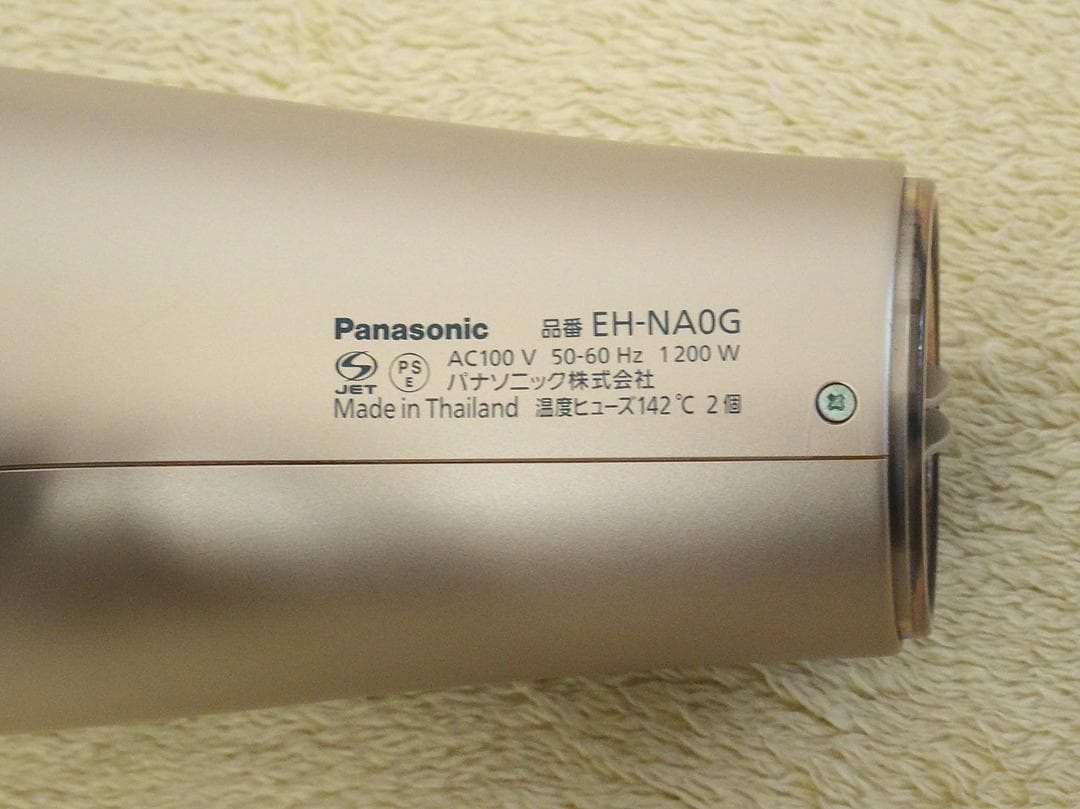 Panasonic 品番 EH-NA0G
JET PS E AC100 V 50-60 Hz 1200 W
パナソニック株式会社
Made in Thailand 温度ヒューズ142℃ 2個